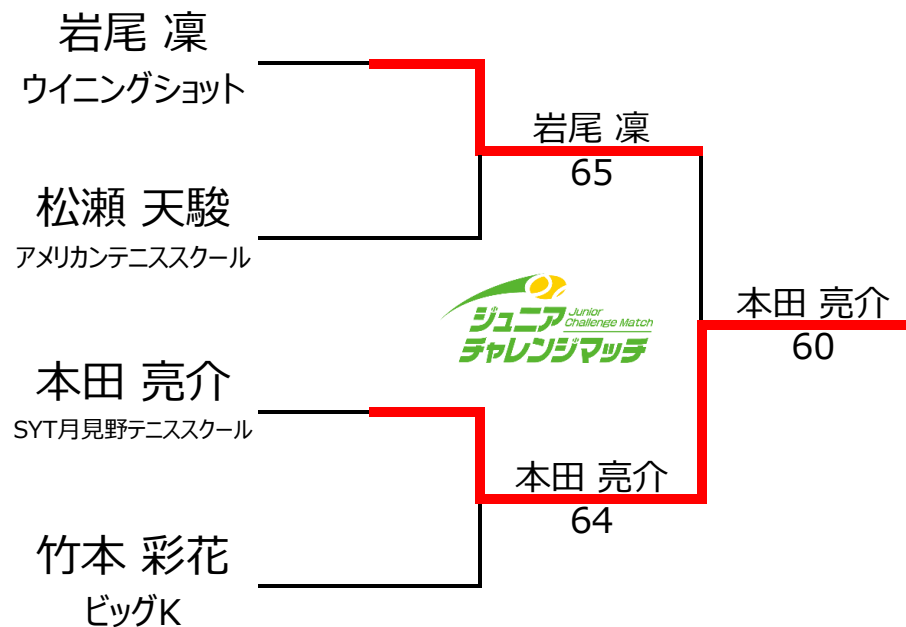 岩尾 凜
ウイニングショット
岩尾 凜
65
松瀬 天駿
アメリカンテニススクール
ジュニア Junior Challenge Match
チャレンジマッチ
本田 亮介
60
本田 亮介
SYT月見野テニススクール
本田 亮介
64
竹本 彩花
ビッグK